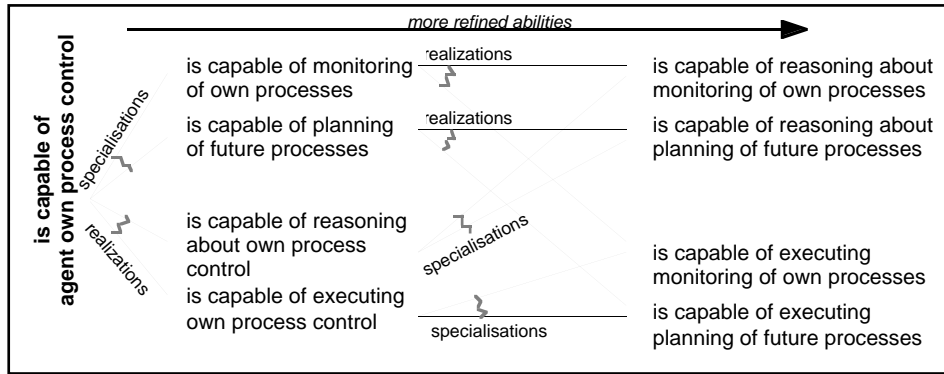 more refined abilities
is capable of
agent own process control
specialisations
realizations
is capable of monitoring
of own processes
is capable of planning
of future processes
is capable of reasoning
about own process
control
is capable of executing
own process control
realizations
realizations
specialisations
specialisations
is capable of reasoning about
monitoring of own processes
is capable of reasoning about
planning of future processes
is capable of executing
monitoring of own processes
is capable of executing
planning of future processes